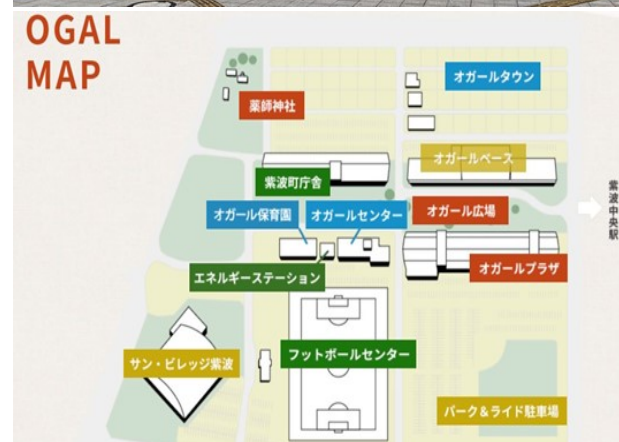 OGAL
MAP
オガールタウン
薬師神社
オガールベース
紫波町庁舎
紫波中央駅
オガール保育園
オガールセンター
オガール広場
エネルギーステーション
オガールプラザ
サン・ビレッジ紫波
フットボールセンター
パーク＆ライド駐車場